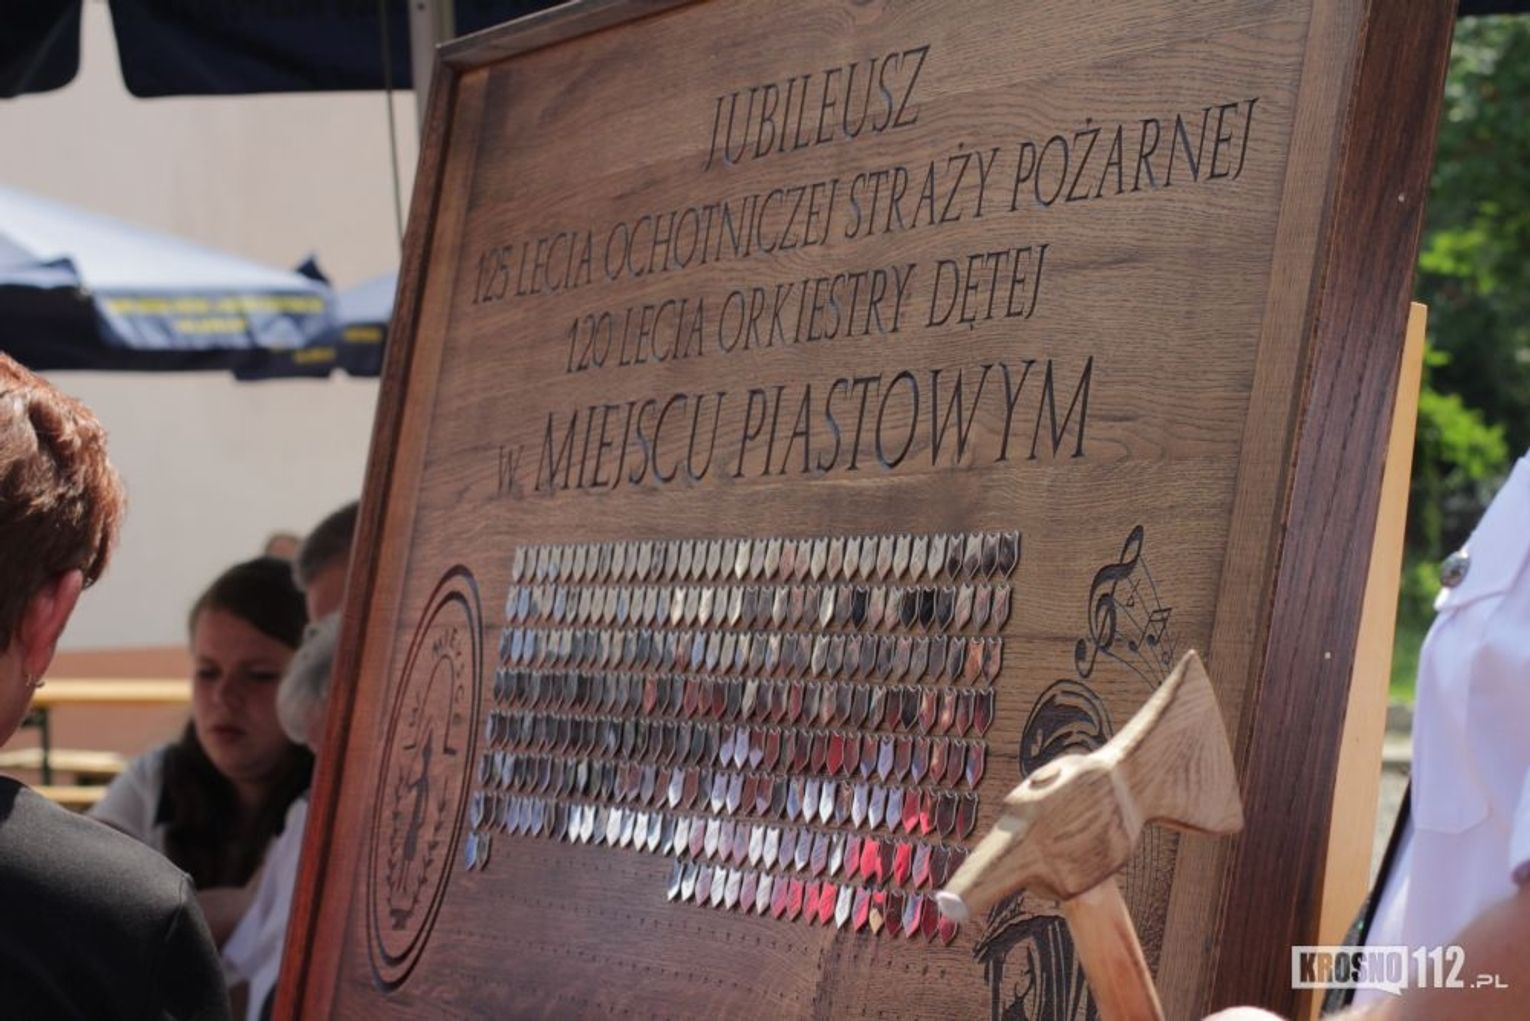 JUBILEUSZ
125 LECIA OCHOTNICZEJ STRAŻY POŻARNEJ
120 LECIA ORKIESTRY DĘTEJ
w MIEJSCU PIASTOWYM
KROSNO112.PL